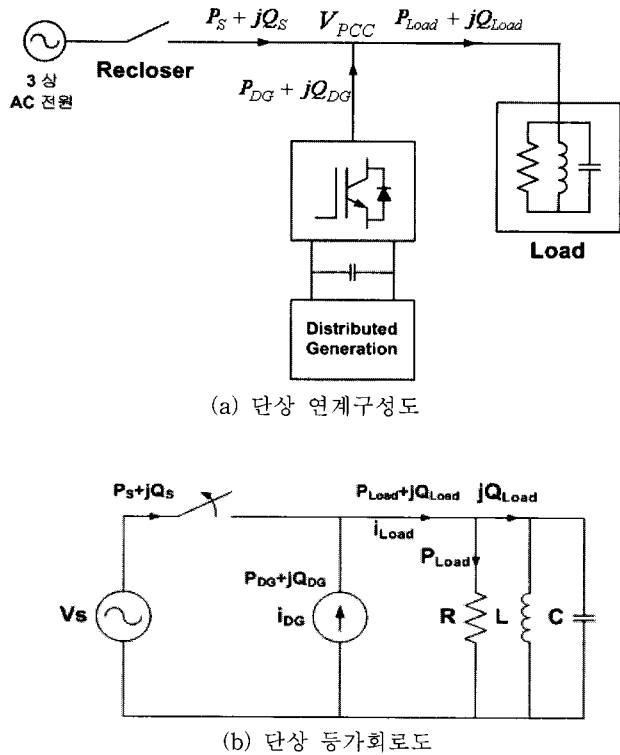 P_S + jQ_S
V_PCC
P_Load + jQ_Load
Recloser
3 상
AC 전원
P_DG + jQ_DG
Load
Distributed
Generation
(a) 단상 연계구성도
P_S+jQ_S
P_Load+jQ_Load
jQ_Load
i_Load
P_Load
P_DG+jQ_DG
Vs
i_DG
R
L
C
(b) 단상 등가회로도